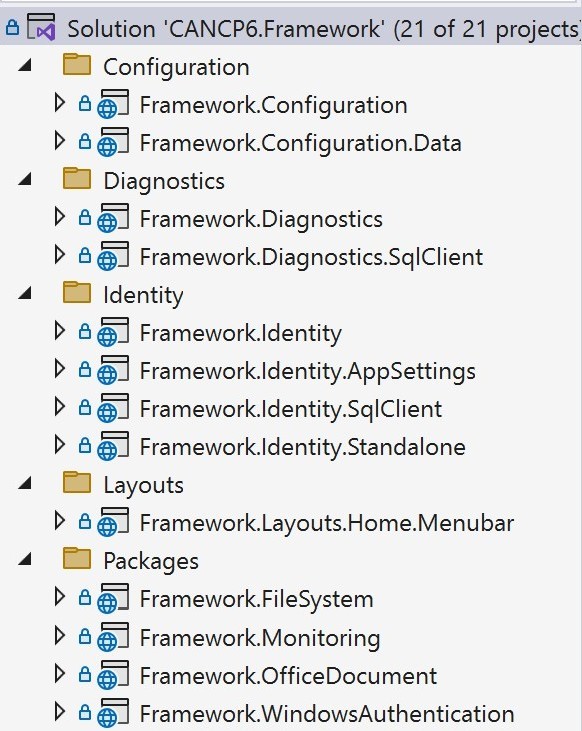 Solution 'CANCP6.Framework' (21 of 21 projects)
Configuration
Framework.Configuration
Framework.Configuration.Data
Diagnostics
Framework.Diagnostics
Framework.Diagnostics.SqlClient
Identity
Framework.Identity
Framework.Identity.AppSettings
Framework.Identity.SqlClient
Framework.Identity.Standalone
Layouts
Framework.Layouts.Home.Menubar
Packages
Framework.FileSystem
Framework.Monitoring
Framework.OfficeDocument
Framework.WindowsAuthentication